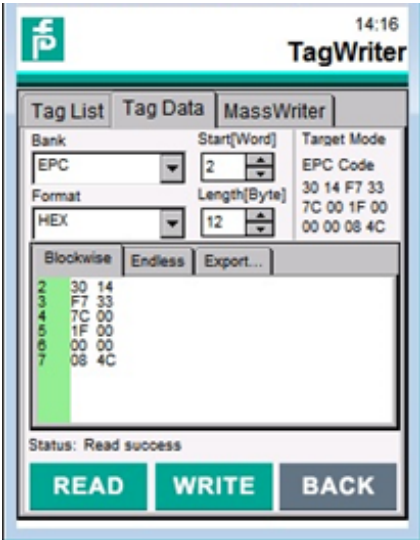 14:16
TagWriter
Tag List Tag Data MassWriter
Bank Start[Word] Target Mode
EPC 2 EPC Code
Format Length[Byte] 30 14 F7 33
HEX 12 7C 00 1F 00
00 00 08 4C
Blockwise Endless Export...
2 30 14
3 F7 33
4 7C 00
5 1F 00
6 00 00
7 08 4C
Status: Read success
READ WRITE BACK